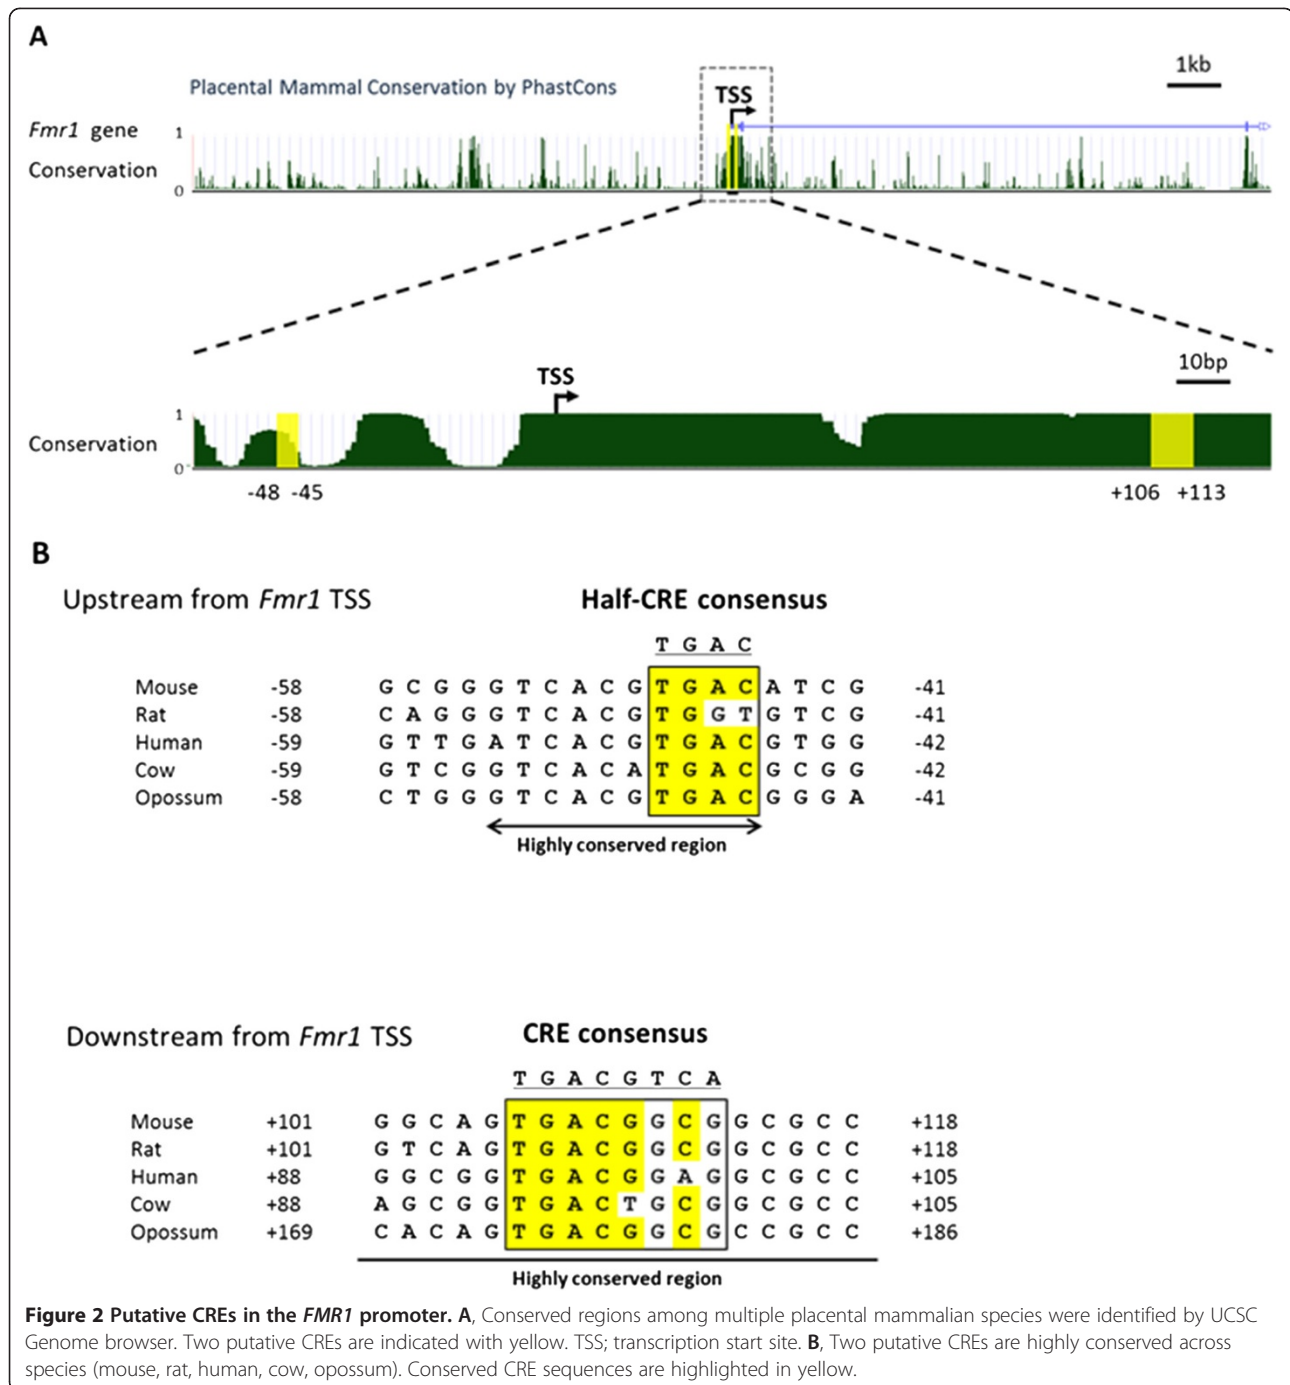 A
Placental Mammal Conservation by PhastCons
1kb
TSS
Fmr1 gene
Conservation
1
0
10bp
TSS
Conservation
1
0
-48 -45
+106 +113
B
Upstream from Fmr1 TSS
Half-CRE consensus
T G A C
Mouse -58 G C G G G T C A C G T G A C A T C G -41
Rat -58 C A G G G T C A C G T G G T G T C G -41
Human -59 G T T G A T C A C G T G A C G T G G -42
Cow -59 G T C G G T C A C A T G A C G C G G -42
Opossum -58 C T G G G T C A C G T G A C G G G A -41
Highly conserved region
Downstream from Fmr1 TSS
CRE consensus
T G A C G T C A
Mouse +101 G G C A G T G A C G G C G G C G C C +118
Rat +101 G T C A G T G A C G G C G G C G C C +118
Human +88 G G C G G T G A C G G A G G C G C C +105
Cow +88 A G C G G T G A C T G C G G C G C C +105
Opossum +169 C A C A G T G A C G G C G C C G C C +186
Highly conserved region
Figure 2 Putative CREs in the FMR1 promoter. A, Conserved regions among multiple placental mammalian species were identified by UCSC
Genome browser. Two putative CREs are indicated with yellow. TSS; transcription start site. B, Two putative CREs are highly conserved across
species (mouse, rat, human, cow, opossum). Conserved CRE sequences are highlighted in yellow.